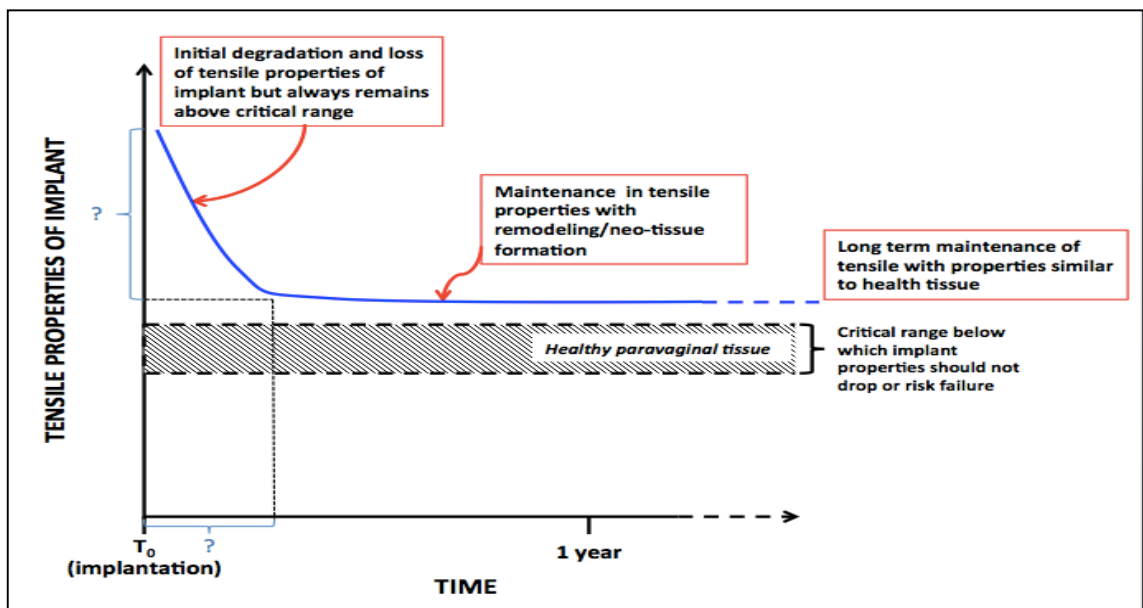 Initial degradation and loss
of tensile properties of
implant but always remains
above critical range
TENSILE PROPERTIES OF IMPLANT
?
Maintenance in tensile
properties with
remodeling/neo-tissue
formation
Long term maintenance of
tensile with properties similar
to health tissue
Healthy paravaginal tissue
Critical range below
which implant
properties should not
drop or risk failure
T₀
(implantation)
?
1 year
TIME